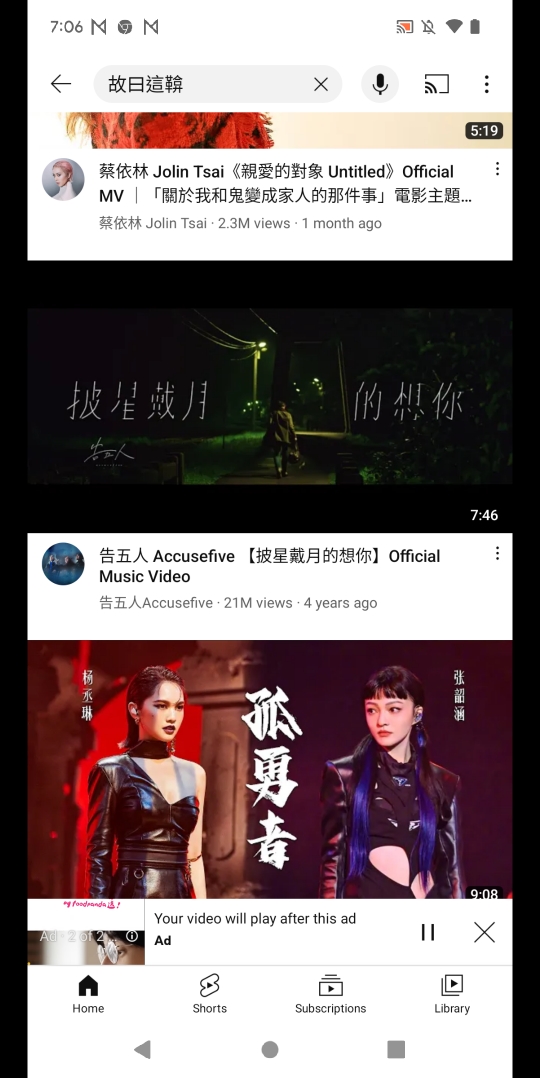 7:06
故曰這鞥
5:19
蔡依林 Jolin Tsai《親愛的對象 Untitled》Official
MV ｜「關於我和鬼變成家人的那件事」電影主題…
蔡依林 Jolin Tsai · 2.3M views · 1 month ago
披星戴月 的想你
告五人
7:46
告五人 Accusefive 【披星戴月的想你】Official
Music Video
告五人Accusefive · 21M views · 4 years ago
杨丞琳
孤勇者
张韶涵
9:08
Ad · 2 of 2
Your video will play after this ad
Ad
Home
Shorts
Subscriptions
Library